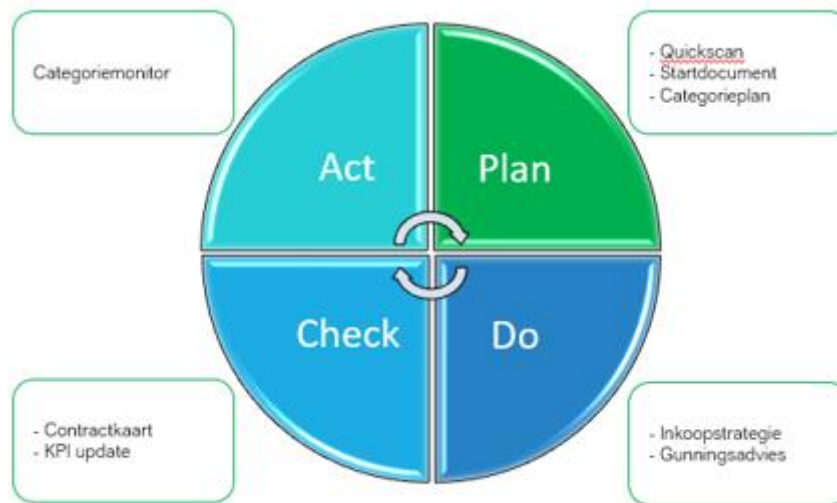 Categoriemonitor
- Quickscan
- Startdocument
- Categorieplan
Act
Plan
Check
Do
- Contractkaart
- KPI update
- Inkoopstrategie
- Gunningsadvies